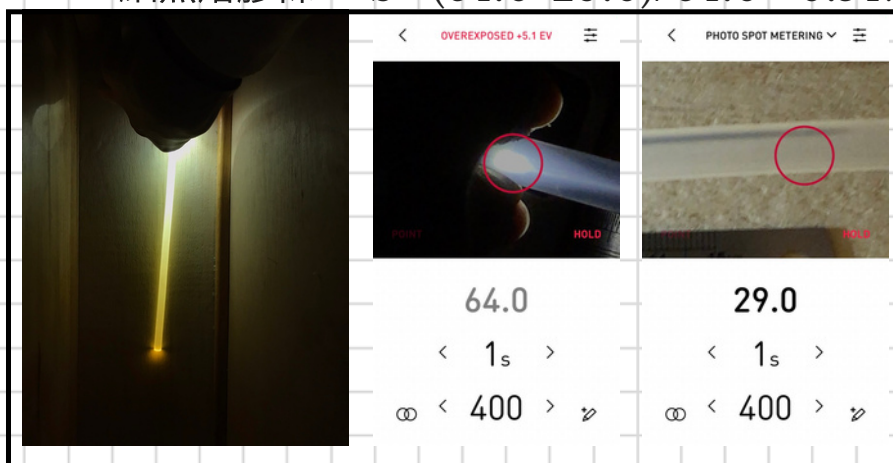 OVEREXPOSED +5.1 EV
POINT
HOLD
64.0
1s
400
PHOTO SPOT METERING
HOLD
29.0
1s
400